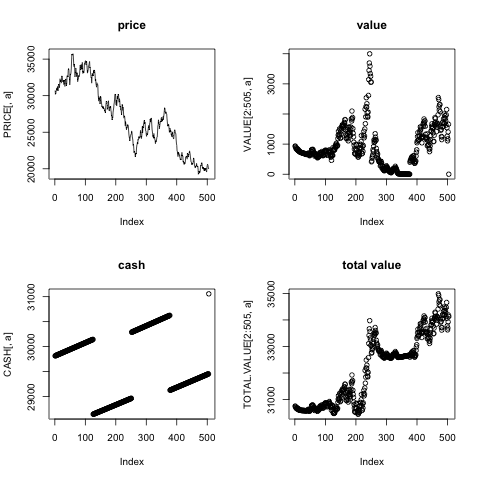 price
PRICE[, a]
35000
30000
25000
20000
0 100 200 300 400 500
Index
value
VALUE[2:505, a]
3000
1000
0
0 100 200 300 400 500
Index
cash
CASH[, a]
31000
30000
29000
0 100 200 300 400 500
Index
total value
TOTAL.VALUE[2:505, a]
35000
33000
31000
0 100 200 300 400 500
Index